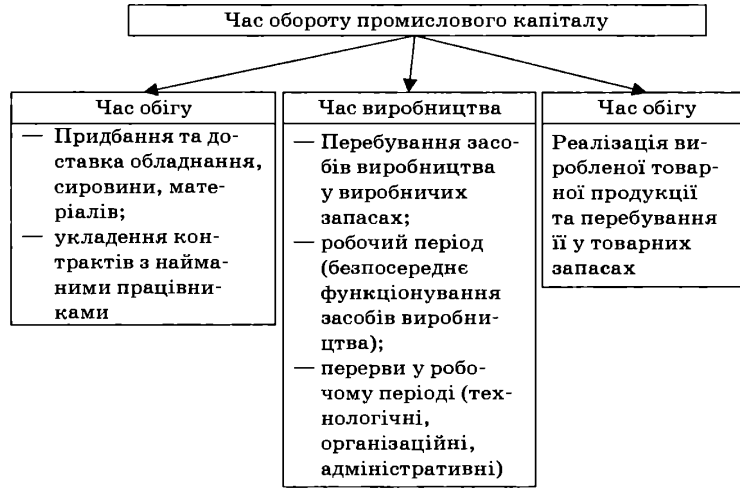 Час обороту промислового капіталу
Час обігу
— Придбання та до-
ставка обладнання,
сировини, мате-
ріалів;
— укладення кон-
трактів з найма-
ними працівни-
ками
Час виробництва
— Перебування засо-
бів виробництва
у виробничих
запасах;
— робочий період
(безпосереднє
функціонування
засобів виробни-
цтва);
— перерви у робо-
чому періоді (тех-
нологічні,
організаційні,
адміністративні)
Час обігу
Реалізація ви-
робленої товар-
ної продукції
та перебування
її у товарних
запасах